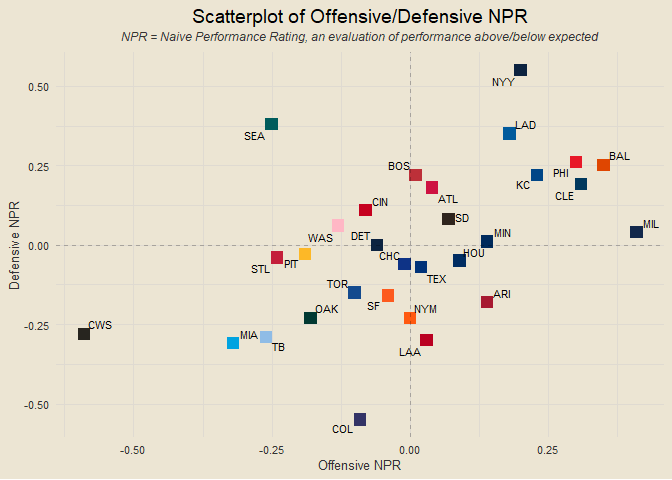 Scatterplot of Offensive/Defensive NPR
NPR = Naive Performance Rating, an evaluation of performance above/below expected
Defensive NPR
0.50
0.25
0.00
-0.25
-0.50
NYY
LAD
SEA
BAL
BOS
PHI
KC
CLE
ATL
CIN
SD
MIL
WAS
DET
MIN
CHC
HOU
STL
PIT
TEX
TOR
ARI
SF
OAK
NYM
CWS
MIA
TB
LAA
COL
-0.50
-0.25
0.00
0.25
Offensive NPR